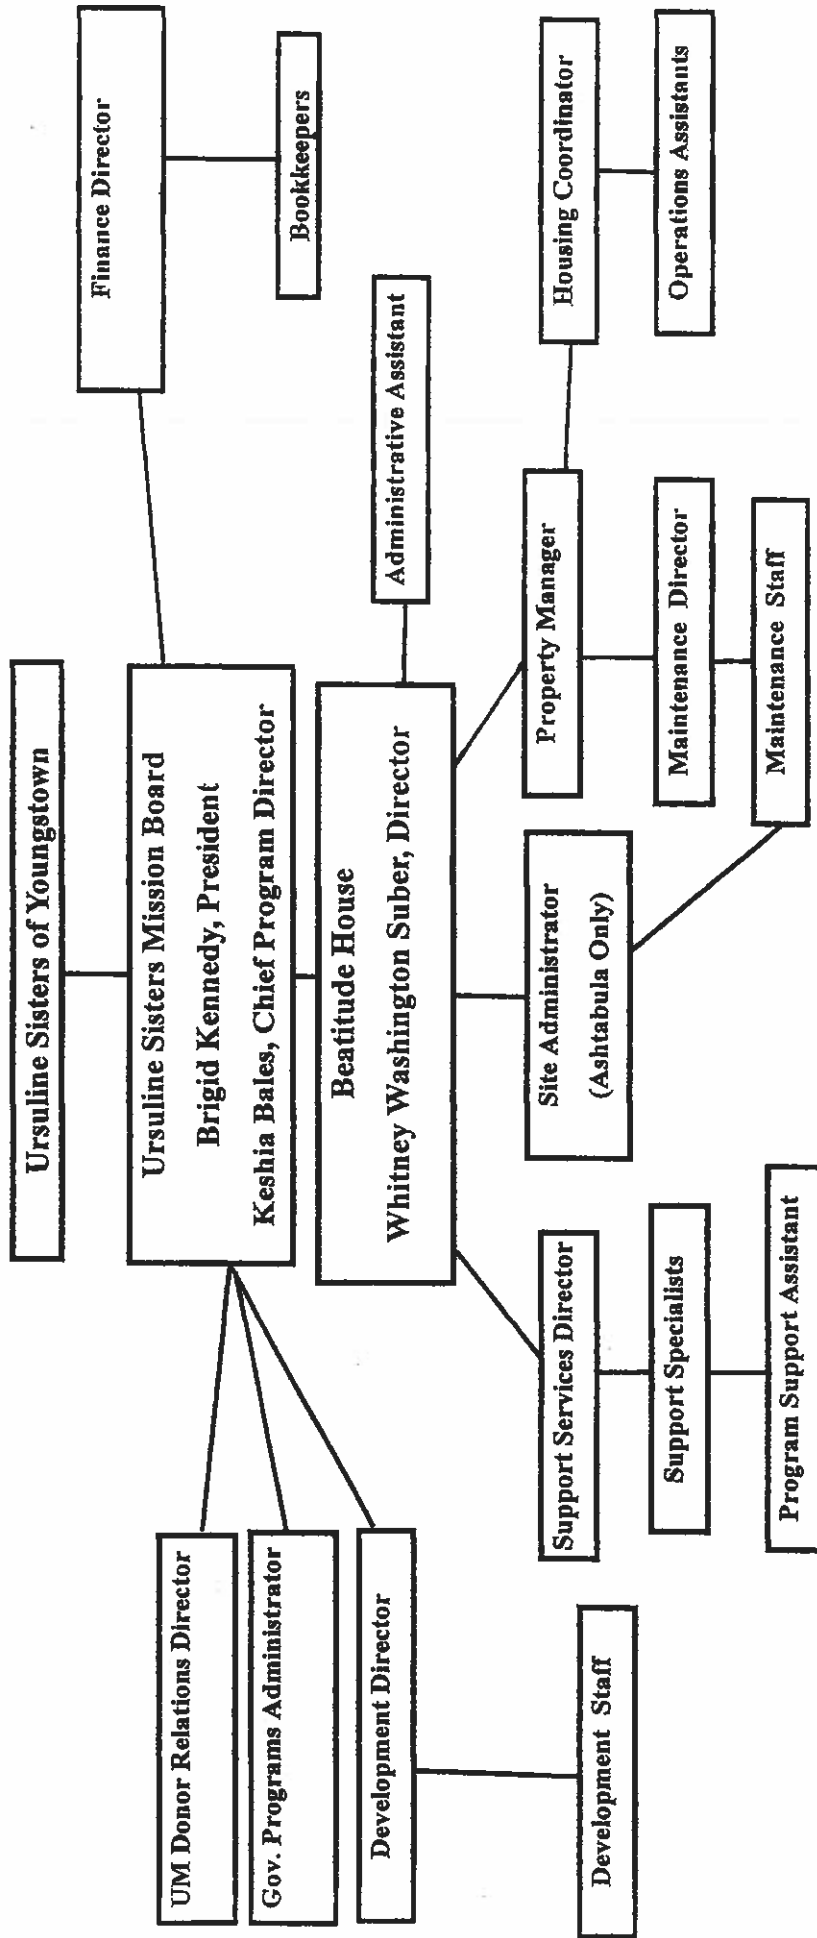 Ursuline Sisters of Youngstown
Ursuline Sisters Mission Board
Brigid Kennedy, President
Keshia Bales, Chief Program Director
Finance Director
Bookkeepers
UM Donor Relations Director
Gov. Programs Administrator
Development Director
Development Staff
Beatitude House
Whitney Washington Suber, Director
Administrative Assistant
Support Services Director
Support Specialists
Program Support Assistant
Site Administrator
(Ashtabula Only)
Property Manager
Maintenance Director
Maintenance Staff
Housing Coordinator
Operations Assistants